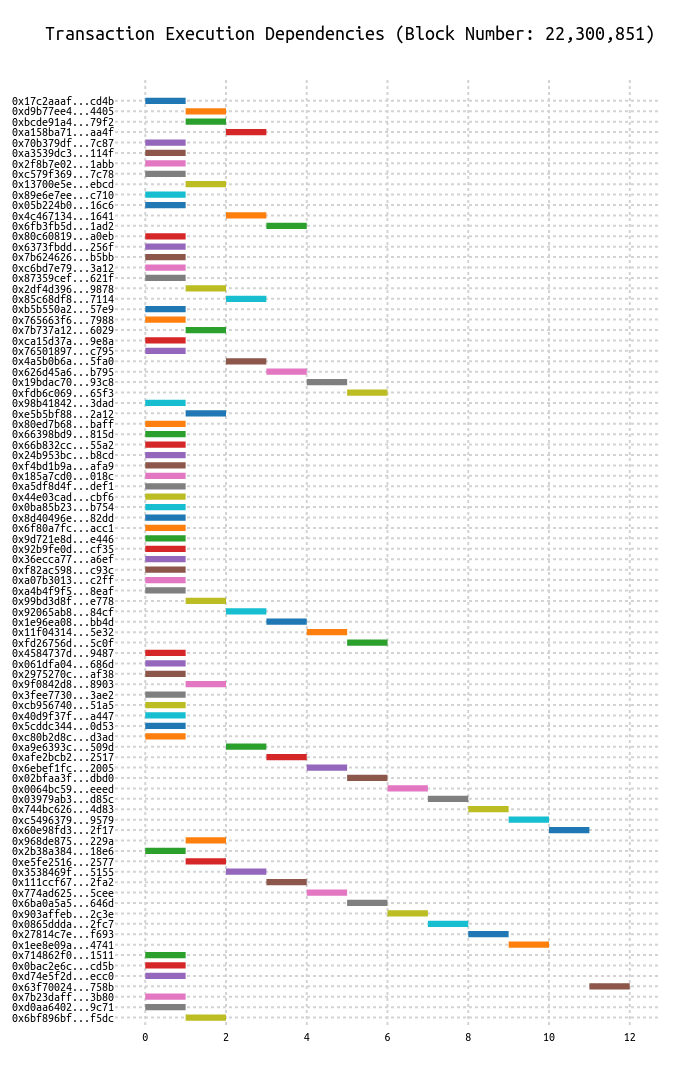 Transaction Execution Dependencies (Block Number: 22,300,851)
0x17c2aaaf...cd4b
0xd9b77ee4...4405
0xbcde91a4...79f2
0xa158ba71...aa4f
0x70b379df...7c87
0xa3539dc3...114f
0x2f8b7e02...1abb
0xc579f369...7c78
0x13700e5e...ebcd
0x89e6e7ee...c710
0x05b224b0...16c6
0x4c467134...1641
0x6fb3fb5d...1ad2
0x80c60819...a0eb
0x6373fbdd...256f
0x7b624626...b5bb
0xc6bd7e79...3a12
0x87359cef...621f
0x2df4d396...9878
0x85c68df8...7114
0xb5b550a2...57e9
0x765663f6...7988
0x7b737a12...6029
0xca15d37a...9e8a
0x76501897...c795
0x4a5b0b6a...5fa0
0x626d45a6...b795
0x19bdac70...93c8
0xfdb6c069...65f3
0x98b41842...3dad
0xe5b5bf88...2a12
0x80ed7b68...baff
0x66398bd9...815d
0x66b832cc...55a2
0x24b953bc...b8cd
0xf4bd1b9a...afa9
0x185a7cd0...018c
0xa5df8d4f...def1
0x44e03cad...cbf6
0x0ba85b23...b754
0x8d40496e...82dd
0x6f80a7fc...acc1
0x9d721e8d...e446
0x92b9fe0d...cf35
0x36ecca77...a6ef
0xf82ac598...c93c
0xa07b3013...c2ff
0xa4b4f9f5...8eaf
0x99bd3d8f...e778
0x92065ab8...84cf
0x1e96ea08...bb4d
0x11f04314...5e32
0xfd26756d...5c0f
0x4584737d...9487
0x061dfa04...686d
0x2975270c...af38
0x9f0842d8...8903
0x3fee7730...3ae2
0xcb956740...51a5
0x40d9f37f...a447
0x5cddc344...0d53
0xc80b2d8c...d3ad
0xa9e6393c...509d
0xafe2bcb2...2517
0x6ebef1fc...2005
0x02bfaa3f...dbd0
0x0064bc59...eeed
0x03979ab3...d85c
0x744bc626...4d83
0xc5496379...9579
0x60e98fd3...2f17
0x968de875...229a
0x2b38a384...18e6
0xe5fe2516...2577
0x3538469f...5155
0x111ccf67...2fa2
0x774ad625...5cee
0x6ba0a5a5...646d
0x903affeb...2c3e
0x0865ddda...2fc7
0x27814c7e...f693
0x1ee8e09a...4741
0x714862f0...1511
0x0bac2e6c...cd5b
0xd74e5f2d...ecc0
0x63f70024...758b
0x7b23daff...3b80
0xd0aa6402...9c71
0x6bf896bf...f5dc
0 2 4 6 8 10 12